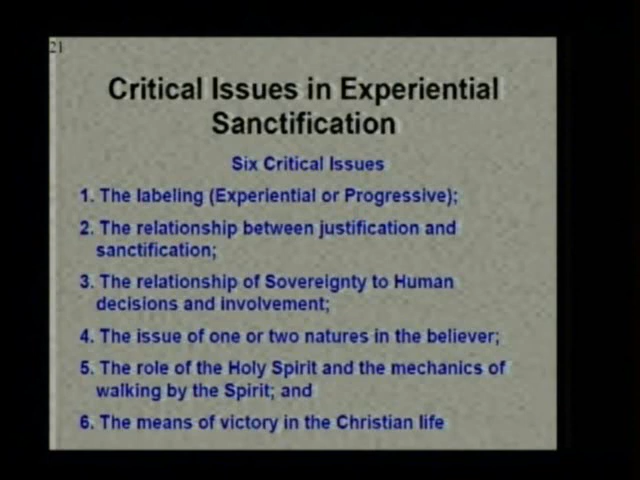 21
Critical Issues in Experiential
Sanctification
Six Critical Issues
1. The labeling (Experiential or Progressive);
2. The relationship between justification and
sanctification;
3. The relationship of Sovereignty to Human
decisions and involvement;
4. The issue of one or two natures in the believer;
5. The role of the Holy Spirit and the mechanics of
walking by the Spirit; and
6. The means of victory in the Christian life